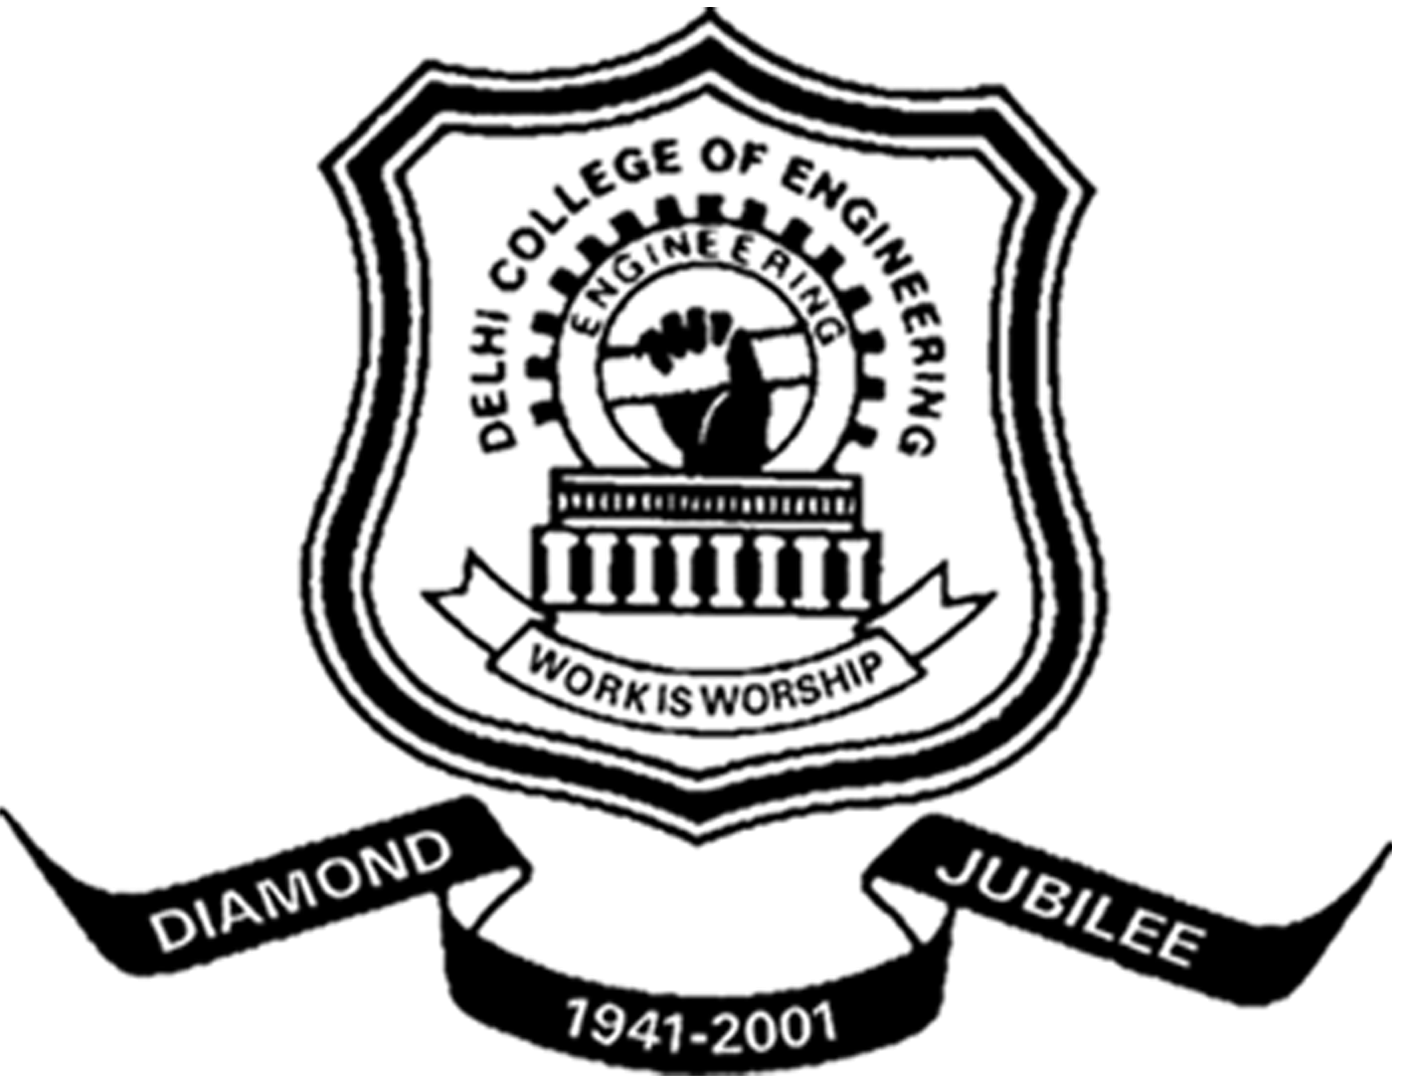 DELHI COLLEGE OF ENGINEERING
ENGINEERING
WORK IS WORSHIP
DIAMOND
JUBILEE
1941-2001